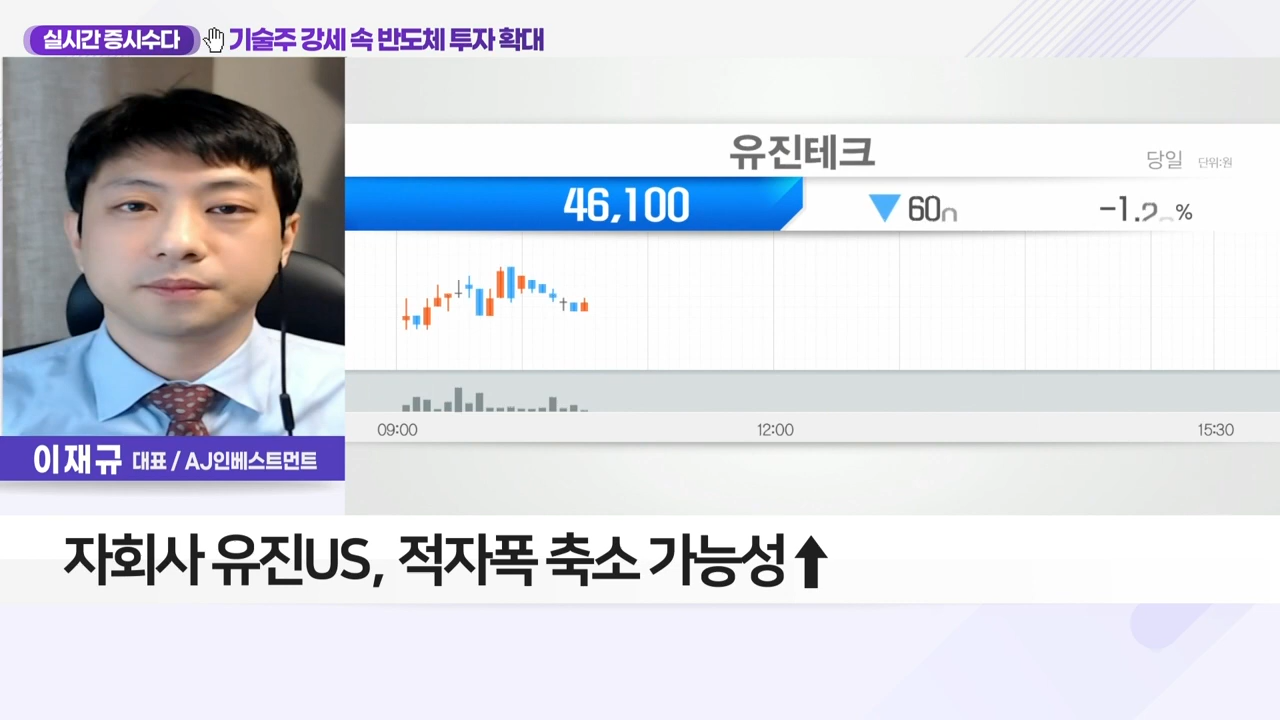 실시간 증시수다 기술주 강세 속 반도체 투자 확대
유진테크
당일 단위:원
46,100 ▼ 60 -1.2 %
09:00 12:00 15:30
이재규 대표 / AJ인베스트먼트
자회사 유진US, 적자폭 축소 가능성↑